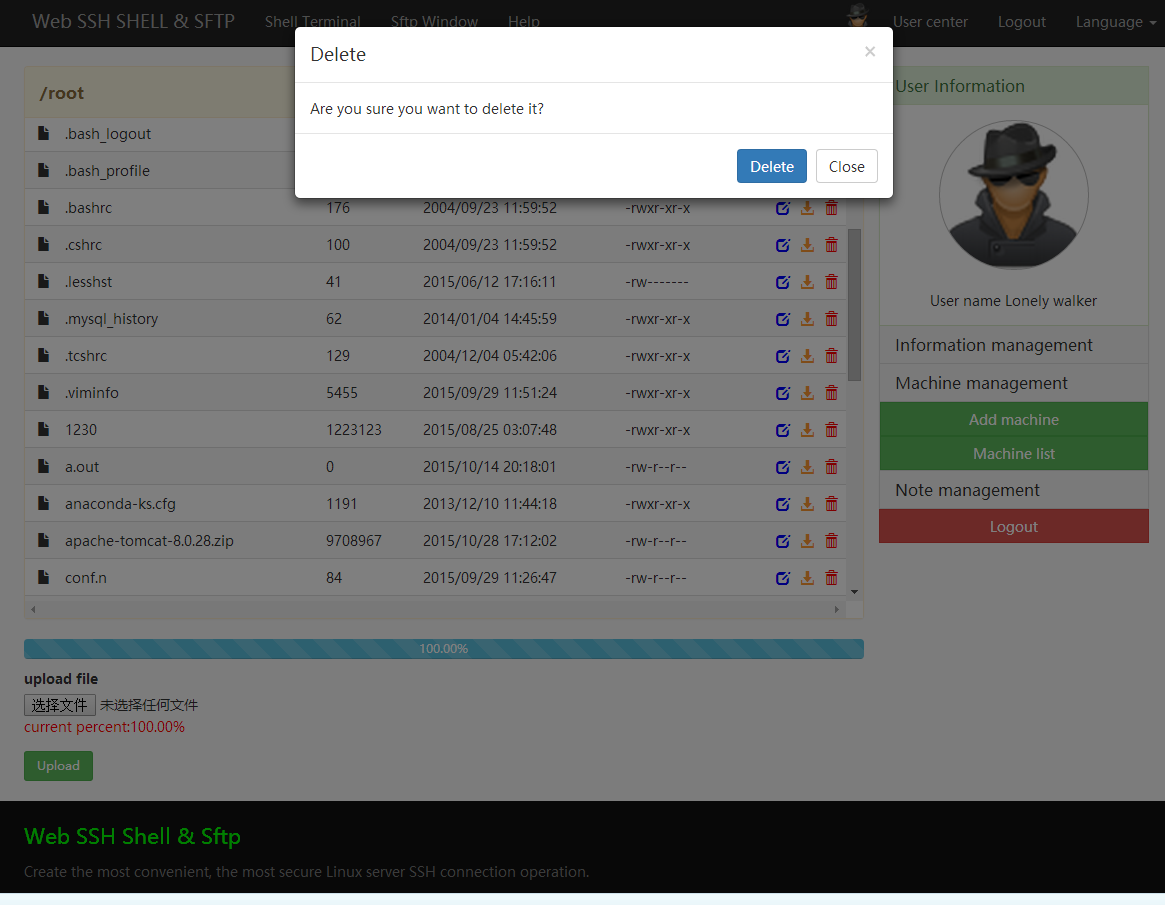 Web SSH SHELL & SFTP Shell Terminal Sftp Window Help User center Logout Language
Delete ×
Are you sure you want to delete it?
Delete Close
/root
.bash_logout
.bash_profile
.bashrc 176 2004/09/23 11:59:52 -rwxr-xr-x
.cshrc 100 2004/09/23 11:59:52 -rwxr-xr-x
.lesshst 41 2015/06/12 17:16:11 -rw-------
.mysql_history 62 2014/01/04 14:45:59 -rwxr-xr-x
.tcshrc 129 2004/12/04 05:42:06 -rwxr-xr-x
.viminfo 5455 2015/09/29 11:51:24 -rwxr-xr-x
1230 1223123 2015/08/25 03:07:48 -rwxr-xr-x
a.out 0 2015/10/14 20:18:01 -rw-r--r--
anaconda-ks.cfg 1191 2013/12/10 11:44:18 -rwxr-xr-x
apache-tomcat-8.0.28.zip 9708967 2015/10/28 17:12:02 -rw-r--r--
conf.n 84 2015/09/29 11:26:47 -rw-r--r--
100.00%
upload file
选择文件 未选择任何文件
current percent:100.00%
Upload
User Information
User name Lonely walker
Information management
Machine management
Add machine
Machine list
Note management
Logout
Web SSH Shell & Sftp
Create the most convenient, the most secure Linux server SSH connection operation.